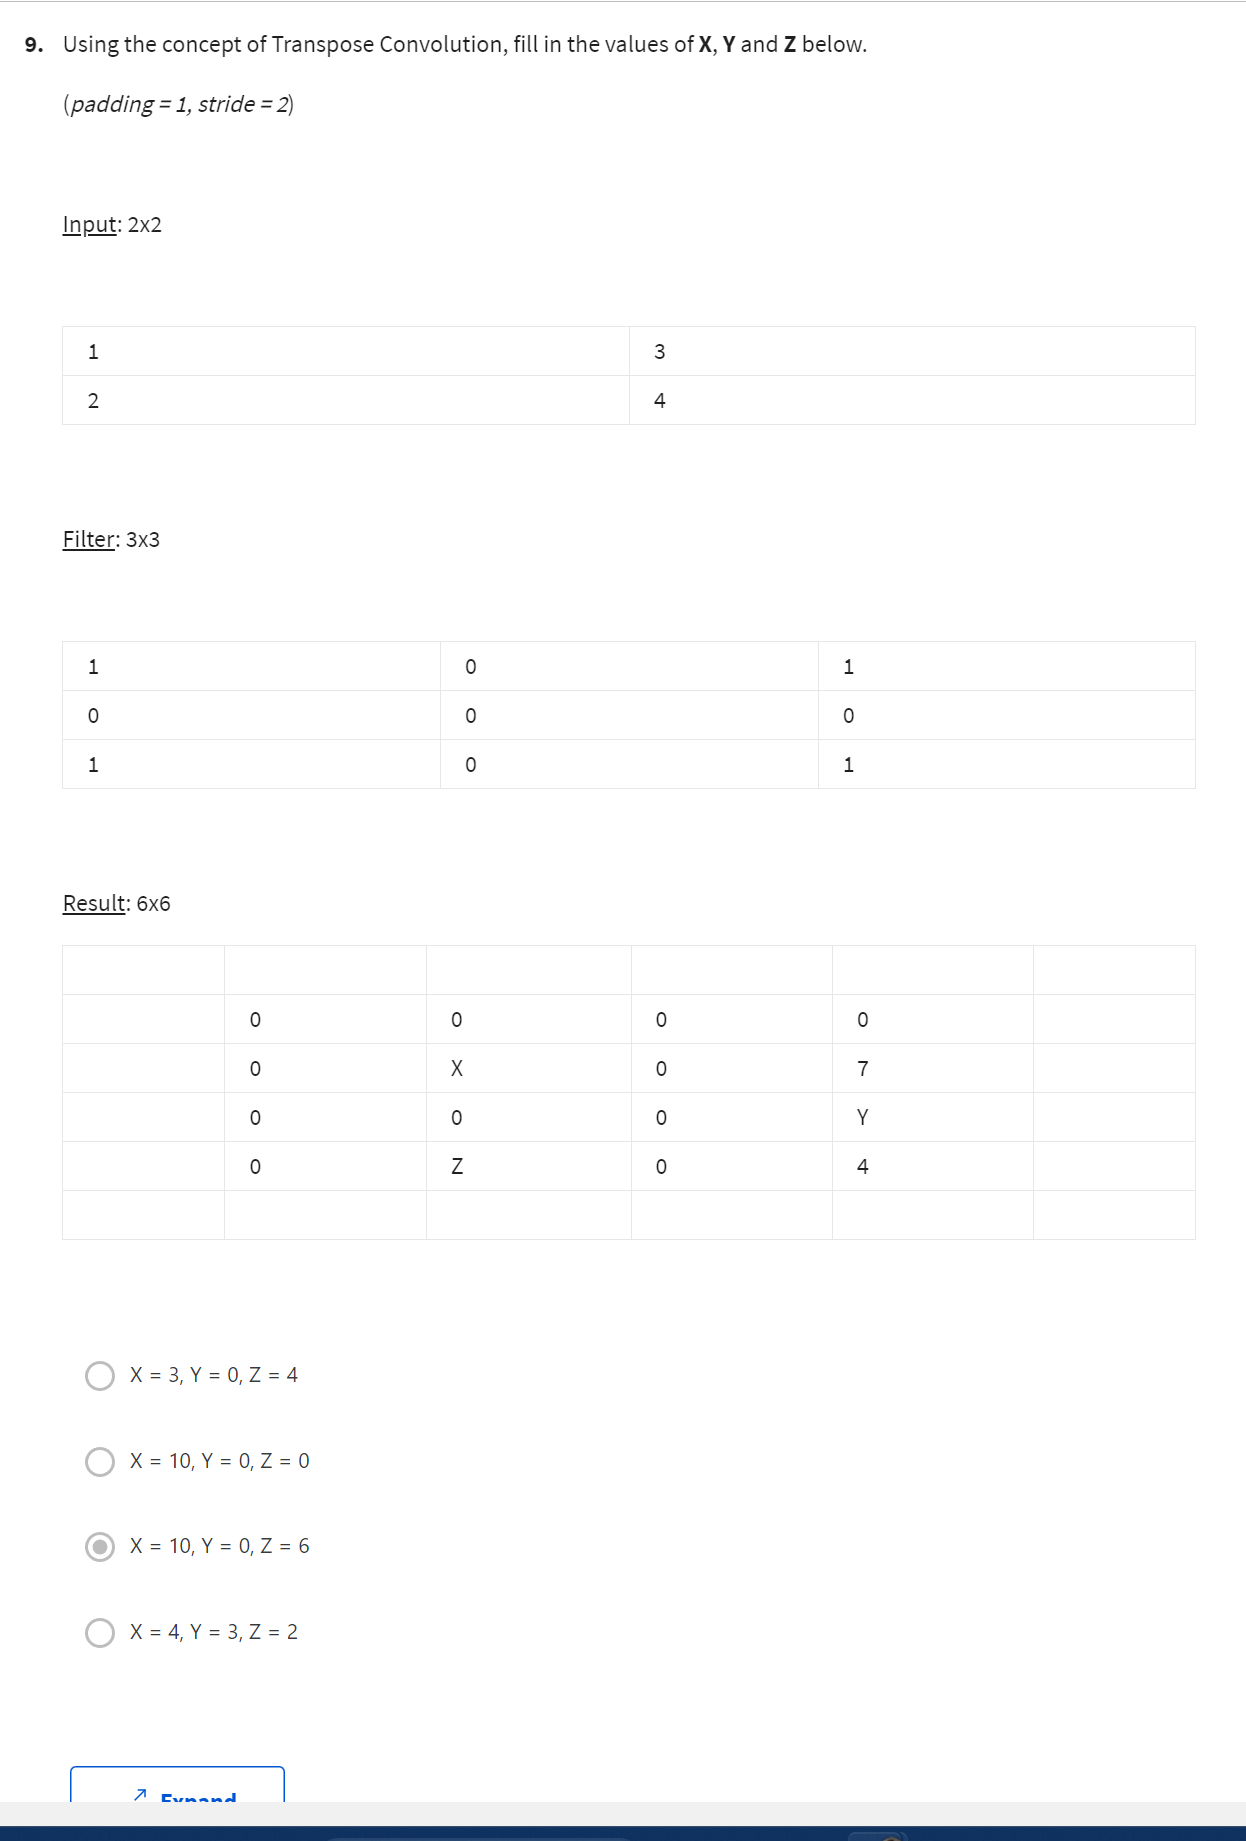 9. Using the concept of Transpose Convolution, fill in the values of X, Y and Z below.
(padding = 1, stride = 2)
Input: 2x2
1 3
2 4
Filter: 3x3
1 0 1
0 0 0
1 0 1
Result: 6x6
0 0 0 0
0 X 0 7
0 0 0 Y
0 Z 0 4
X = 3, Y = 0, Z = 4
X = 10, Y = 0, Z = 0
X = 10, Y = 0, Z = 6
X = 4, Y = 3, Z = 2
Expand